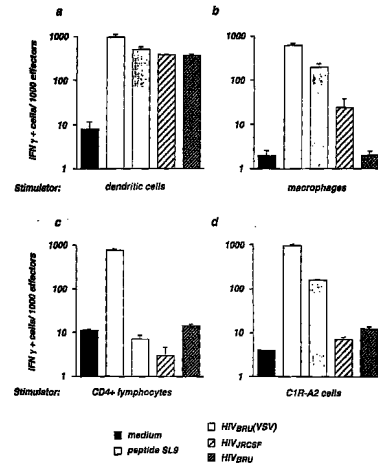 a
b
IFN γ + cells/ 1000 effectors
1000
100
10
1
1000
100
10
1
Stimulator:
dendritic cells
macrophages
c
d
IFN γ + cells/ 1000 effectors
1000
100
10
1
1000
100
10
1
Stimulator:
CD4+ lymphocytes
C1R-A2 cells
medium
peptide SL9
HIVBRU(VSV)
HIVJRCSF
HIVBRU